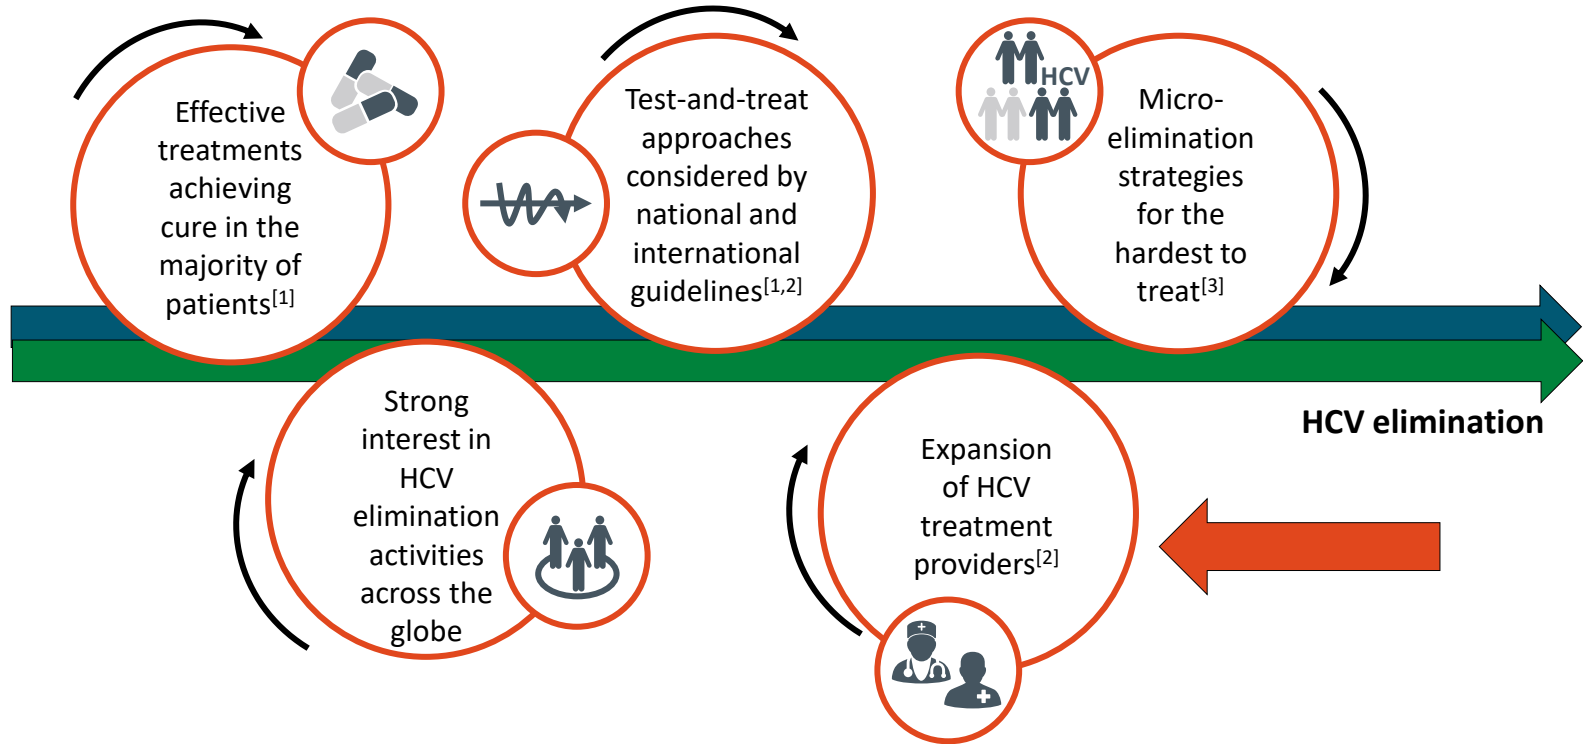 Effective
treatments
achieving
cure in the
majority of
patients[1]
Strong
interest in
HCV
elimination
activities
across the
globe
Test-and-treat
approaches
considered by
national and
international
guidelines[1,2]
Expansion
of HCV
treatment
providers[2]
HCV
Micro-
elimination
strategies
for the
hardest to
treat[3]
HCV elimination